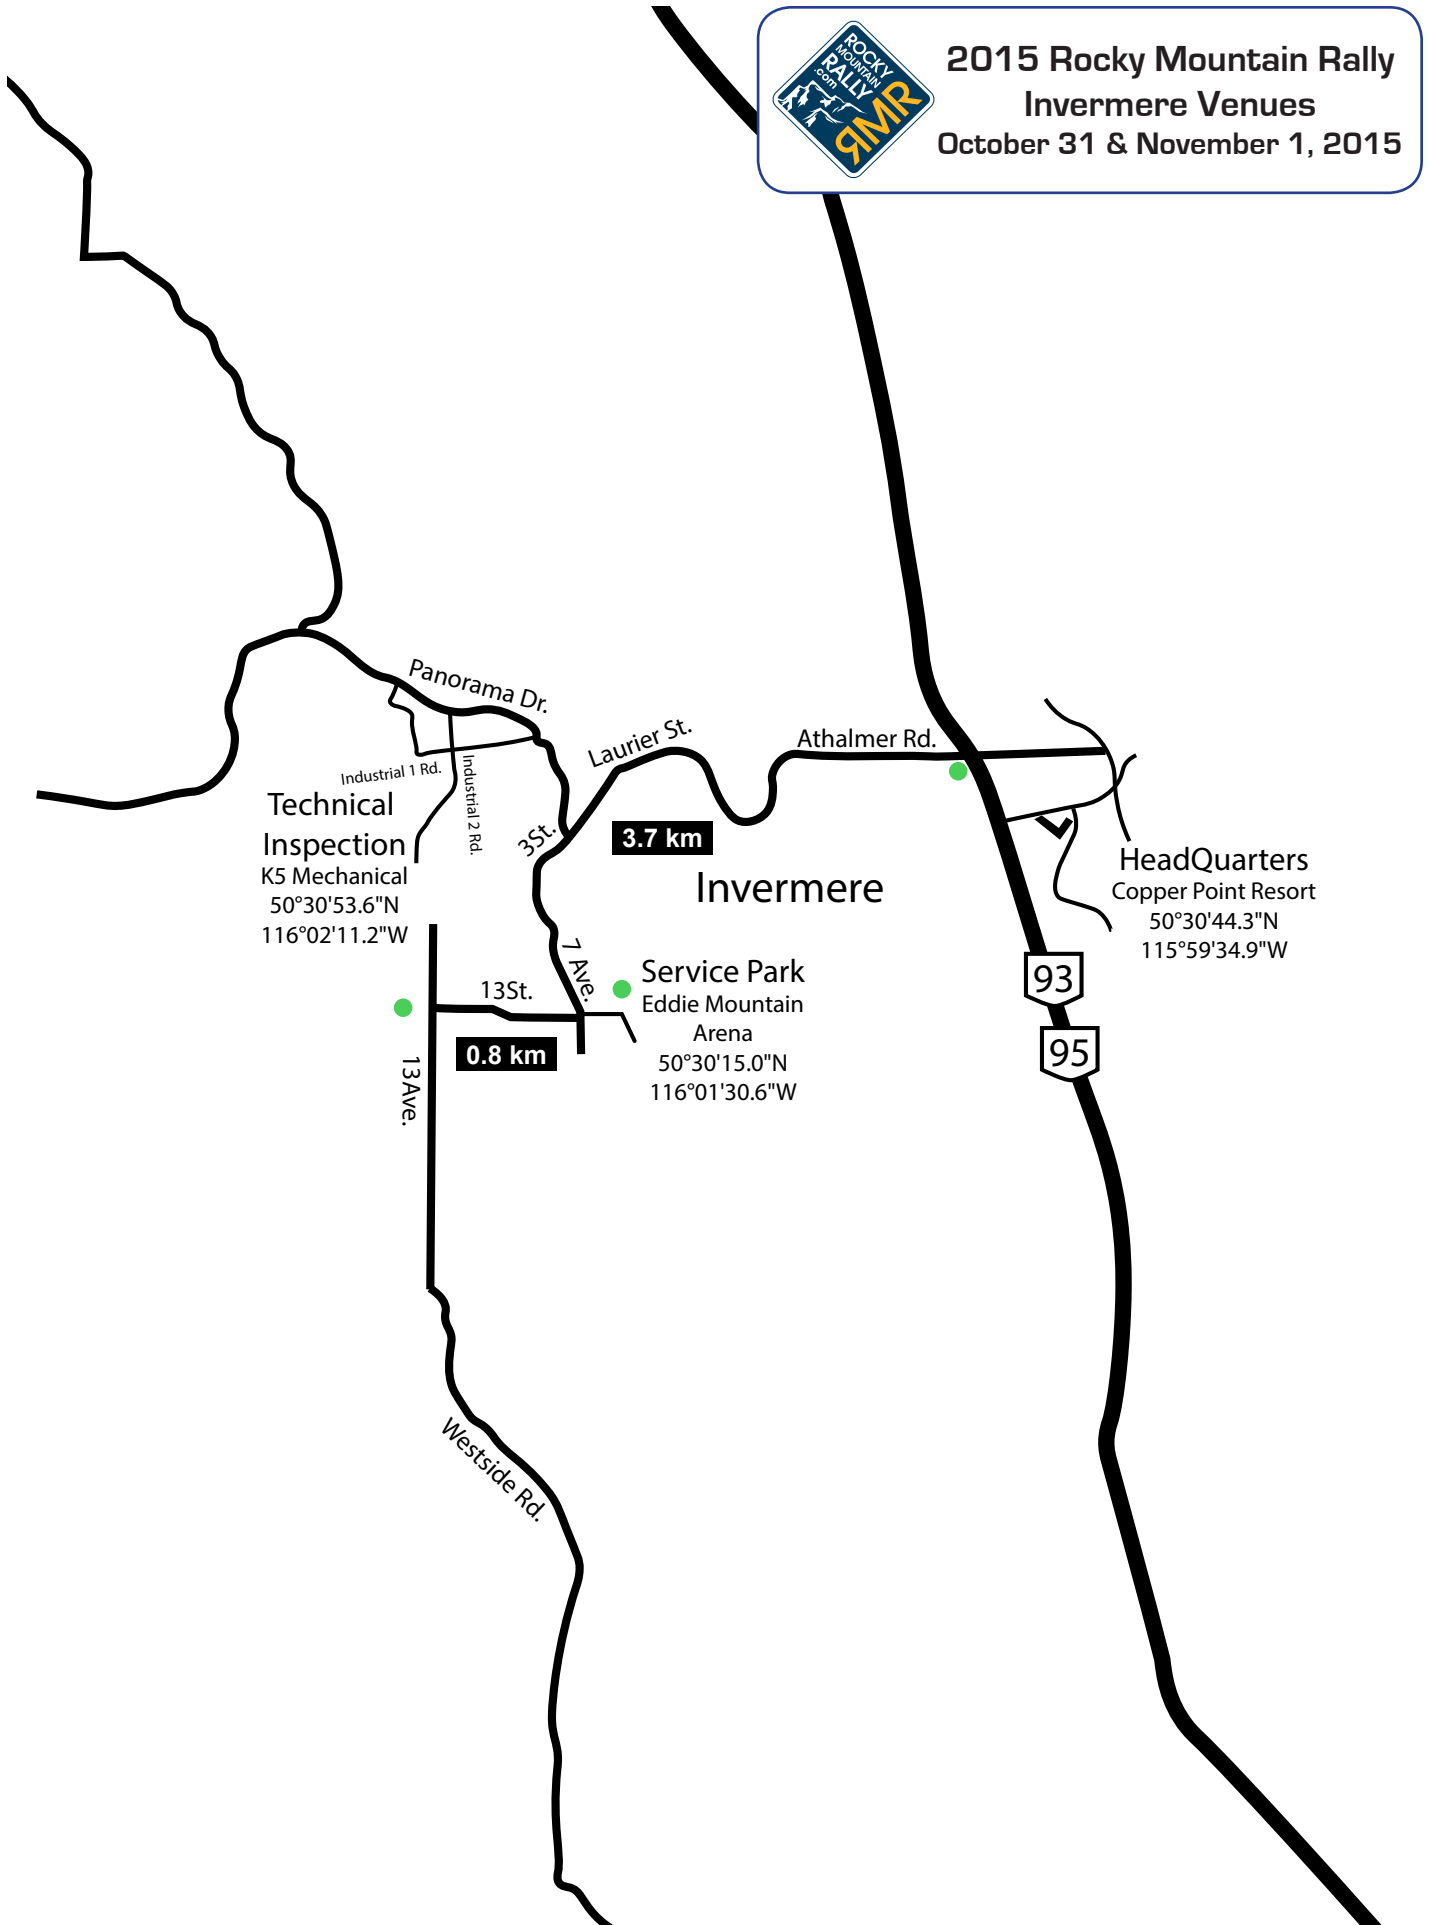 ROCKY
MOUNTAIN
RALLY
.com
RMR
2015 Rocky Mountain Rally
Invermere Venues
October 31 & November 1, 2015
Panorama Dr.
Laurier St.
Athalmer Rd.
Industrial 1 Rd.
Industrial 2 Rd.
Technical
Inspection
K5 Mechanical
50°30'53.6"N
116°02'11.2"W
3St.
3.7 km
Invermere
HeadQuarters
Copper Point Resort
50°30'44.3"N
115°59'34.9"W
7 Ave.
93
95
13St.
Service Park
Eddie Mountain
Arena
50°30'15.0"N
116°01'30.6"W
0.8 km
13Ave.
Westside Rd.